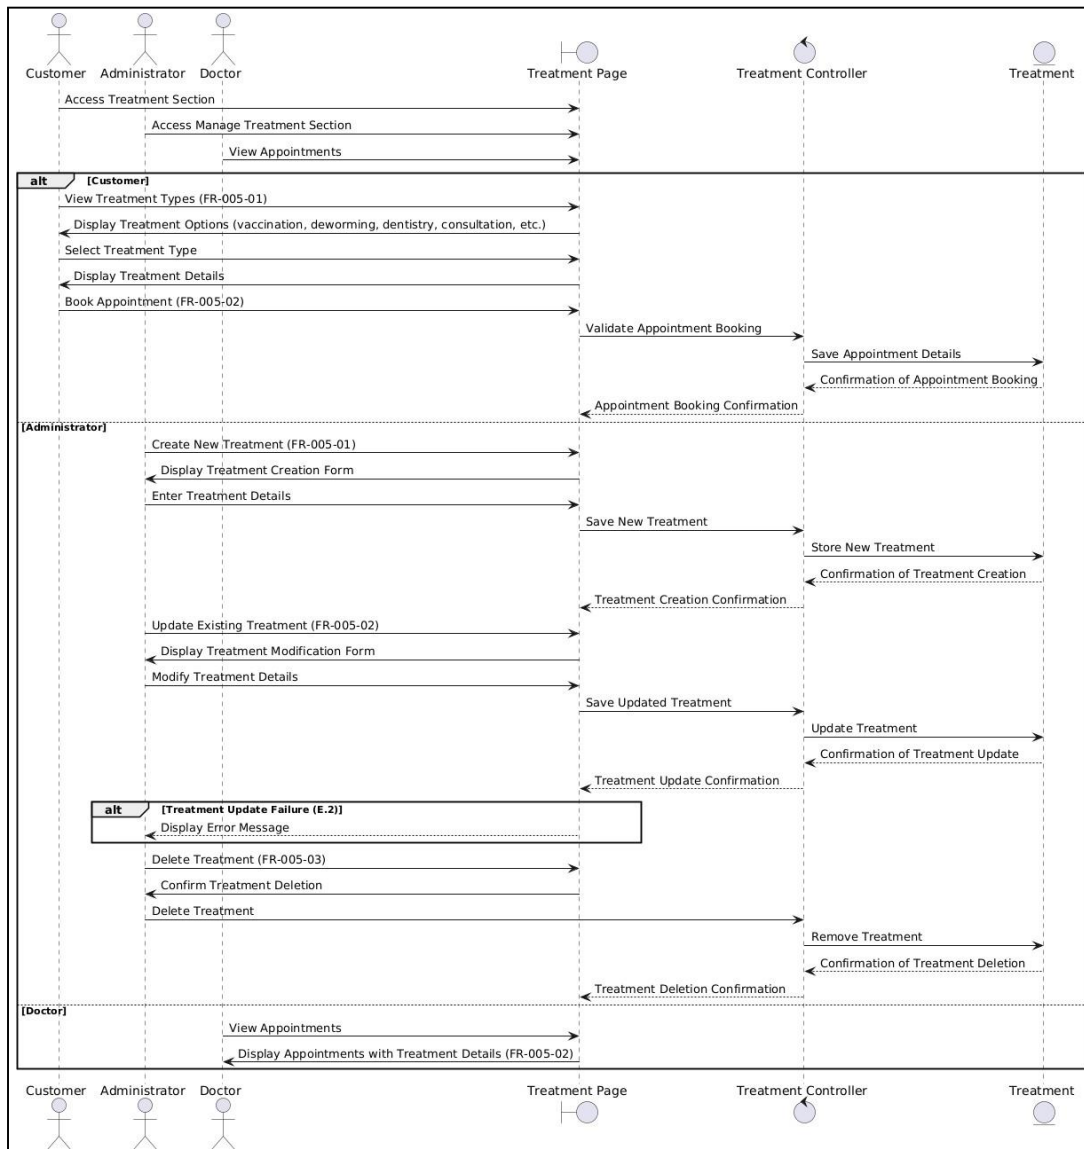 Customer Administrator Doctor Treatment Page Treatment Controller Treatment
Access Treatment Section
Access Manage Treatment Section
View Appointments
alt [Customer]
View Treatment Types (FR-005-01)
Display Treatment Options (vaccination, deworming, dentistry, consultation, etc.)
Select Treatment Type
Display Treatment Details
Book Appointment (FR-005-02)
Validate Appointment Booking
Save Appointment Details
Confirmation of Appointment Booking
Appointment Booking Confirmation
[Administrator]
Create New Treatment (FR-005-01)
Display Treatment Creation Form
Enter Treatment Details
Save New Treatment
Store New Treatment
Confirmation of Treatment Creation
Treatment Creation Confirmation
Update Existing Treatment (FR-005-02)
Display Treatment Modification Form
Modify Treatment Details
Save Updated Treatment
Update Treatment
Confirmation of Treatment Update
Treatment Update Confirmation
alt [Treatment Update Failure (E.2)]
Display Error Message
Delete Treatment (FR-005-03)
Confirm Treatment Deletion
Delete Treatment
Remove Treatment
Confirmation of Treatment Deletion
Treatment Deletion Confirmation
[Doctor]
View Appointments
Display Appointments with Treatment Details (FR-005-02)
Customer Administrator Doctor Treatment Page Treatment Controller Treatment